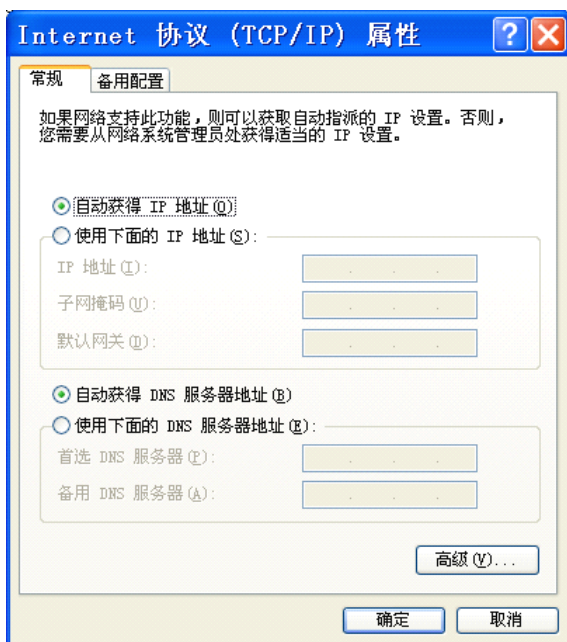 Internet 协议 (TCP/IP) 属性
常规 备用配置
如果网络支持此功能，则可以获取自动指派的 IP 设置。否则，
您需要从网络系统管理员处获得适当的 IP 设置。
自动获得 IP 地址(O)
使用下面的 IP 地址(S):
IP 地址(I):
子网掩码(U):
默认网关(D):
自动获得 DNS 服务器地址(B)
使用下面的 DNS 服务器地址(E):
首选 DNS 服务器(P):
备用 DNS 服务器(A):
高级(V)...
确定 取消